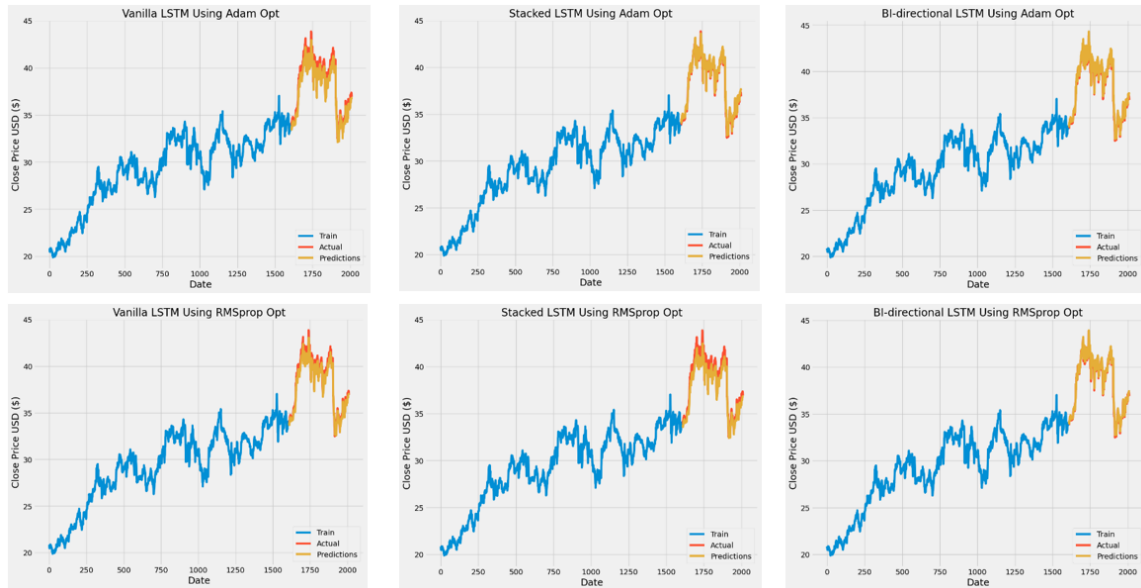 Vanilla LSTM Using Adam Opt
Close Price USD ($)
45
40
35
30
25
20
0 250 500 750 1000 1250 1500 1750 2000
Date
Train
Actual
Predictions
Stacked LSTM Using Adam Opt
Close Price USD ($)
45
40
35
30
25
20
0 250 500 750 1000 1250 1500 1750 2000
Date
Train
Actual
Predictions
BI-directional LSTM Using Adam Opt
Close Price USD ($)
45
40
35
30
25
20
0 250 500 750 1000 1250 1500 1750 2000
Date
Train
Actual
Predictions
Vanilla LSTM Using RMSprop Opt
Close Price USD ($)
45
40
35
30
25
20
0 250 500 750 1000 1250 1500 1750 2000
Date
Train
Actual
Predictions
Stacked LSTM Using RMSprop Opt
Close Price USD ($)
45
40
35
30
25
20
0 250 500 750 1000 1250 1500 1750 2000
Date
Train
Actual
Predictions
BI-directional LSTM Using RMSprop Opt
Close Price USD ($)
45
40
35
30
25
20
0 250 500 750 1000 1250 1500 1750 2000
Date
Train
Actual
Predictions